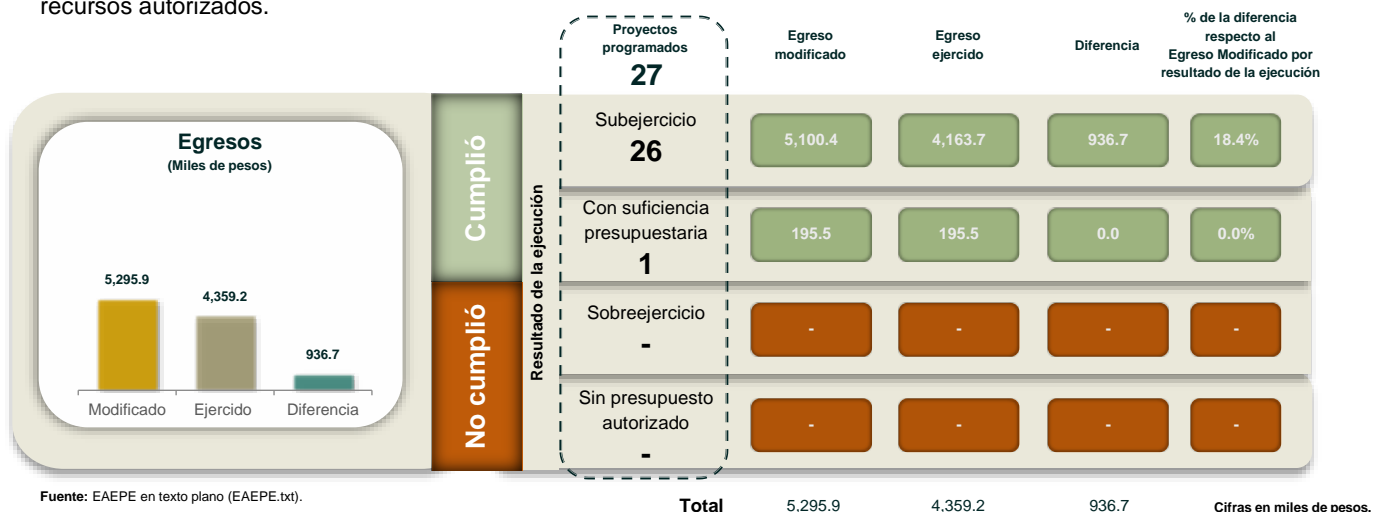 recursos autorizados.
Proyectos
programados
27
Egreso
modificado
Egreso
ejercido
Diferencia
% de la diferencia
respecto al
Egreso Modificado por
resultado de la ejecución
Egresos
(Miles de pesos)
5,295.9
4,359.2
936.7
Modificado
Ejercido
Diferencia
Cumplió
No cumplió
Resultado de la ejecución
Subejercicio
26
5,100.4
4,163.7
936.7
18.4%
Con suficiencia
presupuestaria
1
195.5
195.5
0.0
0.0%
Sobreejercicio
-
-
-
-
-
Sin presupuesto
autorizado
-
-
-
-
-
Fuente: EAEPE en texto plano (EAEPE.txt).
Total
5,295.9
4,359.2
936.7
Cifras en miles de pesos.